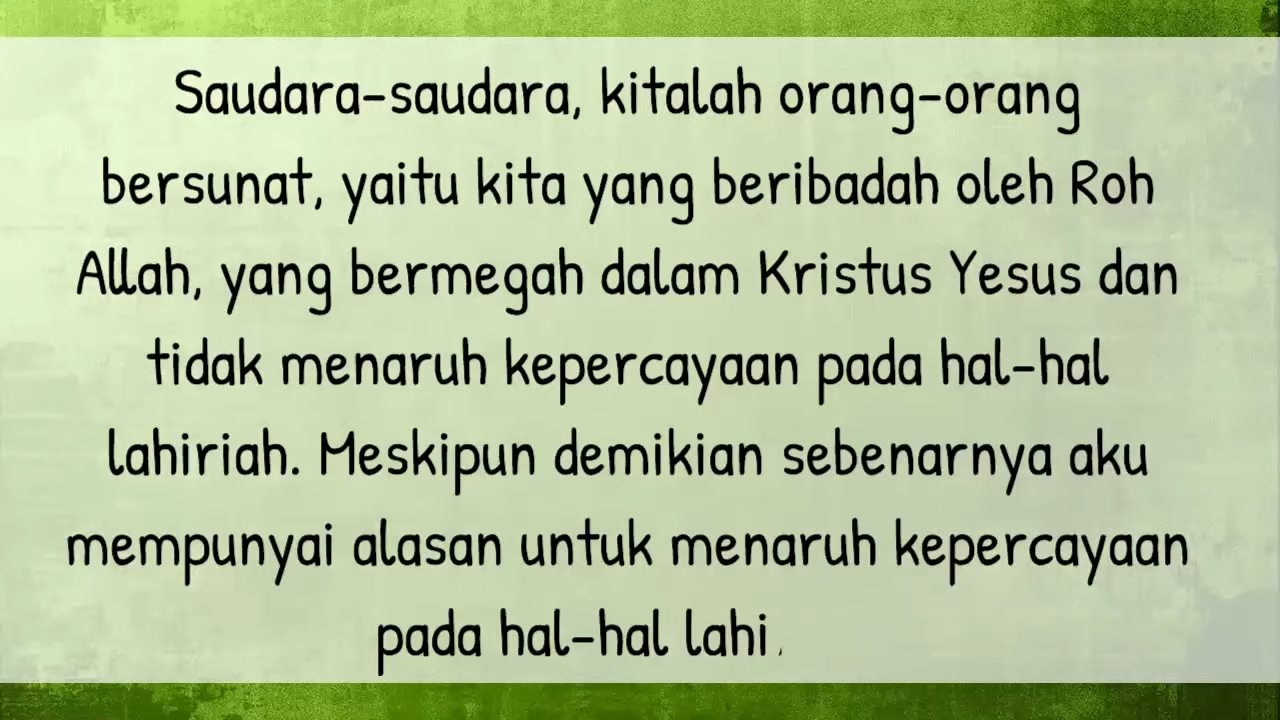 Saudara-saudara, kitalah orang-orang
bersunat, yaitu kita yang beribadah oleh Roh
Allah, yang bermegah dalam Kristus Yesus dan
tidak menaruh kepercayaan pada hal-hal
lahiriah. Meskipun demikian sebenarnya aku
mempunyai alasan untuk menaruh kepercayaan
pada hal-hal lahi